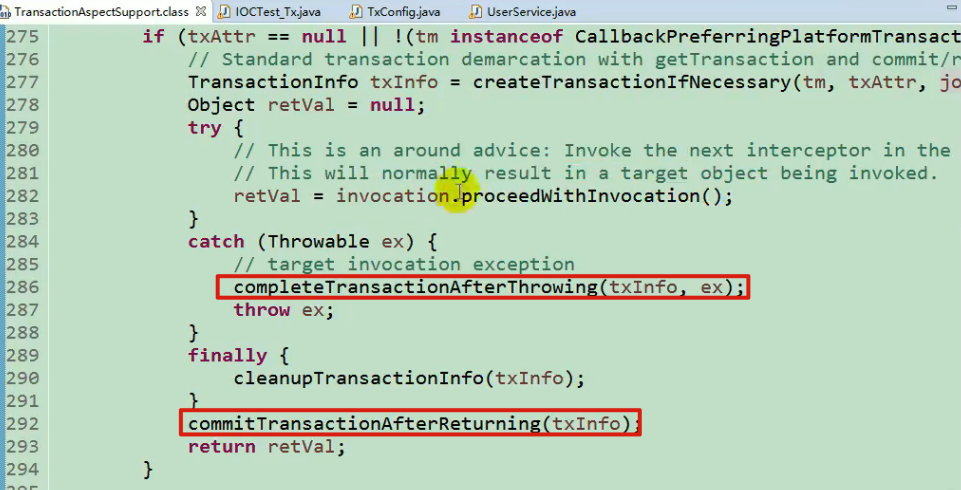 TransactionAspectSupport.class IOCTest_Tx.java TxConfig.java UserService.java
275 if (txAttr == null || !(tm instanceof CallbackPreferringPlatformTransact
276 // Standard transaction demarcation with getTransaction and commit/r
277 TransactionInfo txInfo = createTransactionIfNecessary(tm, txAttr, jo
278 Object retVal = null;
279 try {
280 // This is an around advice: Invoke the next interceptor in the
281 // This will normally result in a target object being invoked.
282 retVal = invocation.proceedWithInvocation();
283 }
284 catch (Throwable ex) {
285 // target invocation exception
286 completeTransactionAfterThrowing(txInfo, ex);
287 throw ex;
288 }
289 finally {
290 cleanupTransactionInfo(txInfo);
291 }
292 commitTransactionAfterReturning(txInfo);
293 return retVal;
294 }